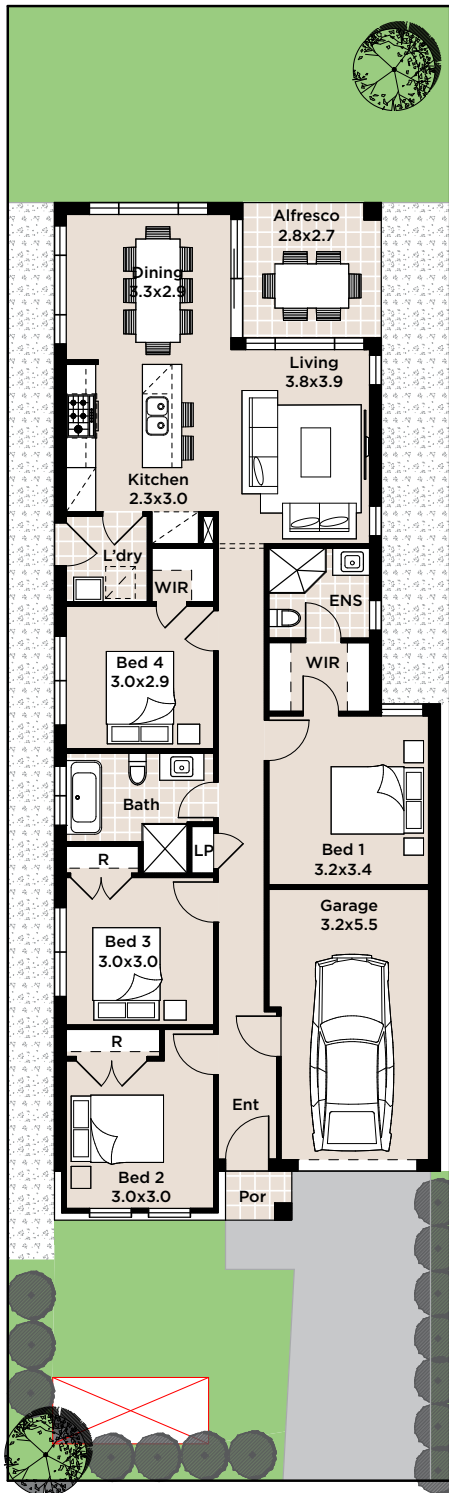 Alfresco
2.8x2.7
Dining
3.3x2.9
Living
3.8x3.9
Kitchen
2.3x3.0
L'dry
WIR
ENS
WIR
Bed 4
3.0x2.9
Bath
LP
Bed 1
3.2x3.4
R
Garage
3.2x5.5
Bed 3
3.0x3.0
R
Ent
Bed 2
3.0x3.0
Por